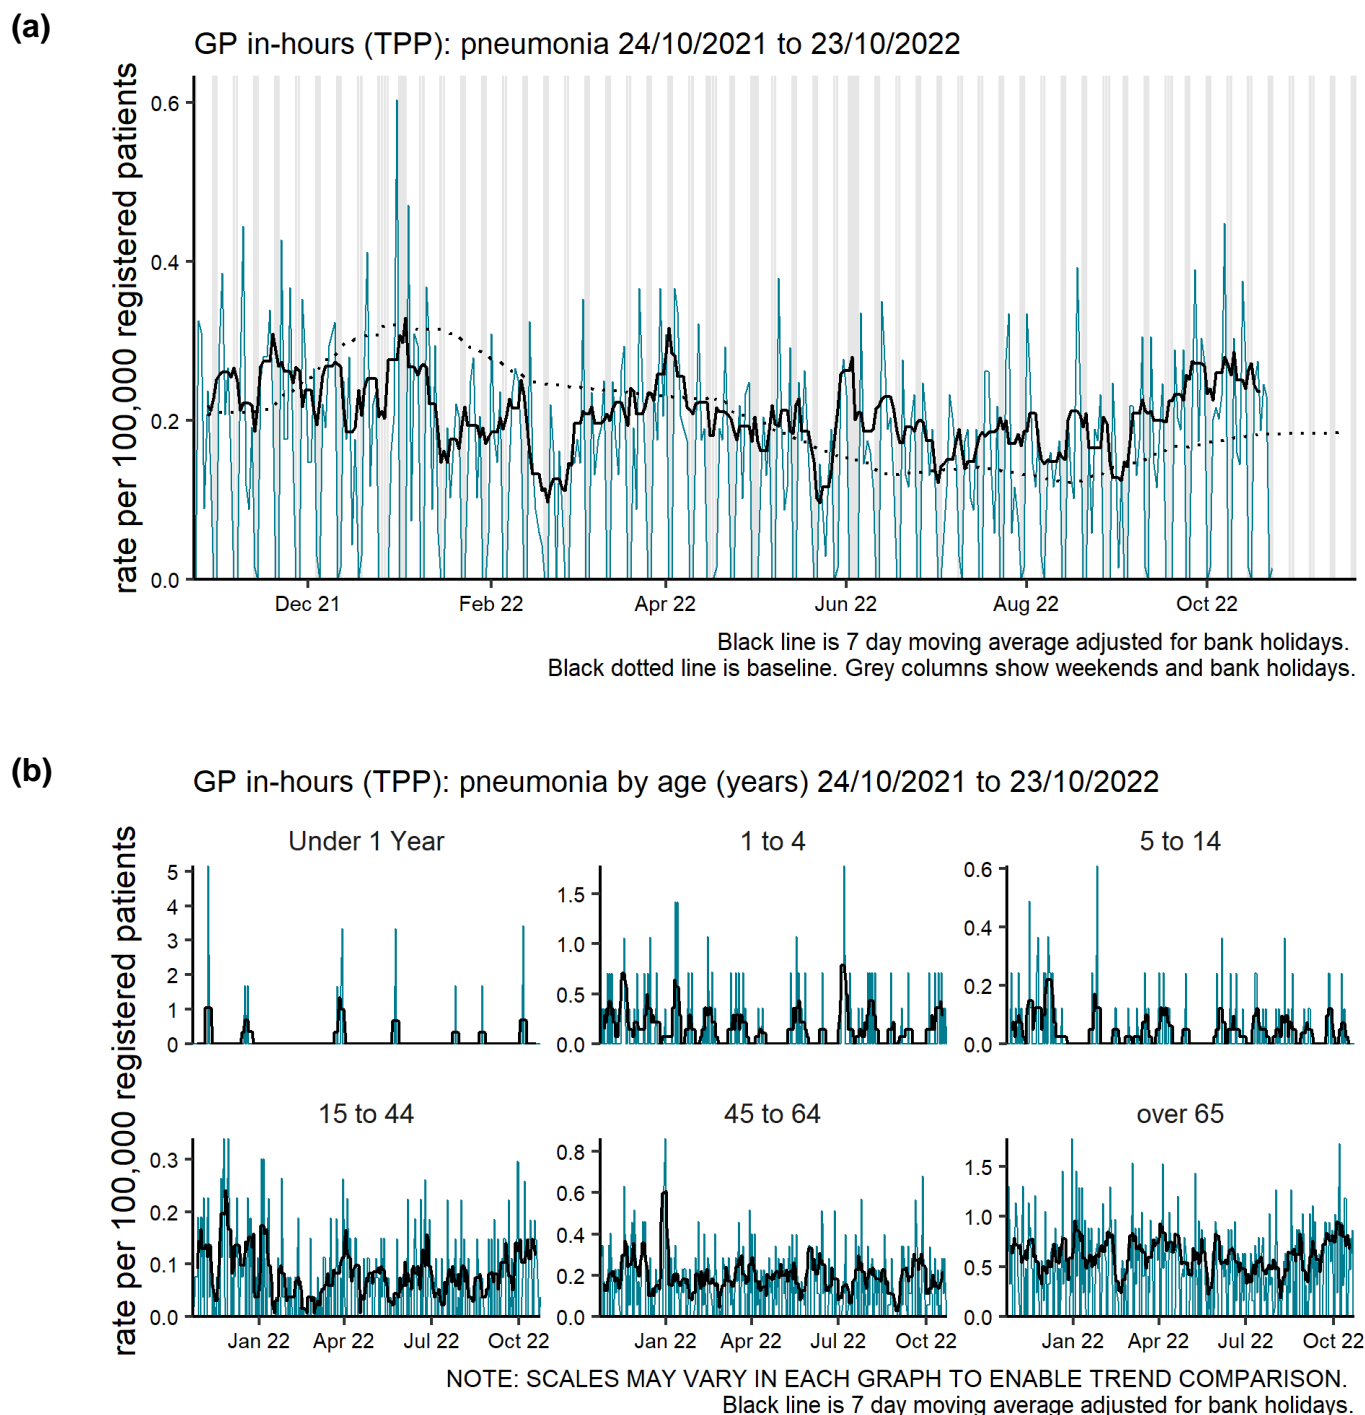 (a)
GP in-hours (TPP): pneumonia 24/10/2021 to 23/10/2022
rate per 100,000 registered patients
0.6
0.4
0.2
0.0
Dec 21 Feb 22 Apr 22 Jun 22 Aug 22 Oct 22
Black line is 7 day moving average adjusted for bank holidays.
Black dotted line is baseline. Grey columns show weekends and bank holidays.
(b)
GP in-hours (TPP): pneumonia by age (years) 24/10/2021 to 23/10/2022
rate per 100,000 registered patients
Under 1 Year
5
4
3
2
1
0
1 to 4
1.5
1.0
0.5
0.0
5 to 14
0.6
0.4
0.2
0.0
15 to 44
0.3
0.2
0.1
0.0
Jan 22 Apr 22 Jul 22 Oct 22
45 to 64
0.8
0.6
0.4
0.2
0.0
Jan 22 Apr 22 Jul 22 Oct 22
over 65
1.5
1.0
0.5
0.0
Jan 22 Apr 22 Jul 22 Oct 22
NOTE: SCALES MAY VARY IN EACH GRAPH TO ENABLE TREND COMPARISON.
Black line is 7 day moving average adjusted for bank holidays.